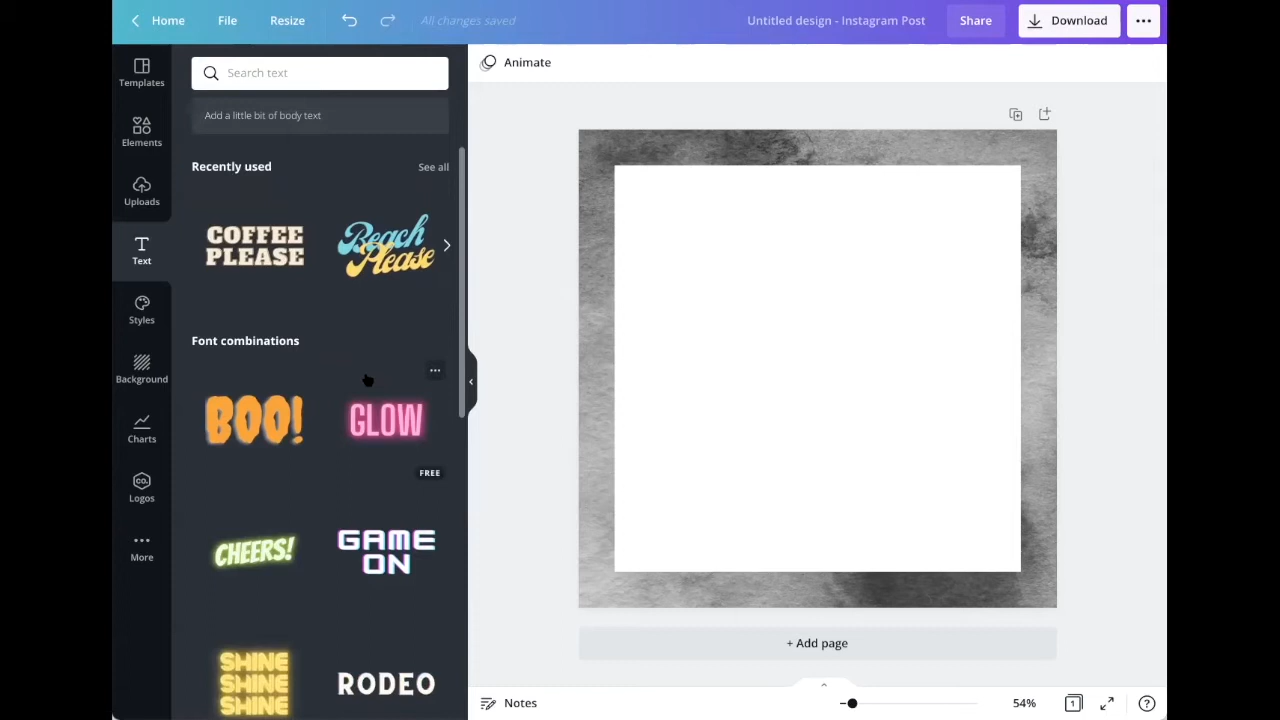 Home File Resize All changes saved Untitled design - Instagram Post Share Download
Templates
Elements
Uploads
Text
Styles
Background
Charts
CO.
Logos
More
Search text
Add a little bit of body text
Recently used See all
COFFEE
PLEASE
Beach
Please
Font combinations
BOO! GLOW
FREE
CHEERS!
GAME
ON
SHINE
SHINE
SHINE
RODEO
Animate
+ Add page
Notes 54% 1 ?